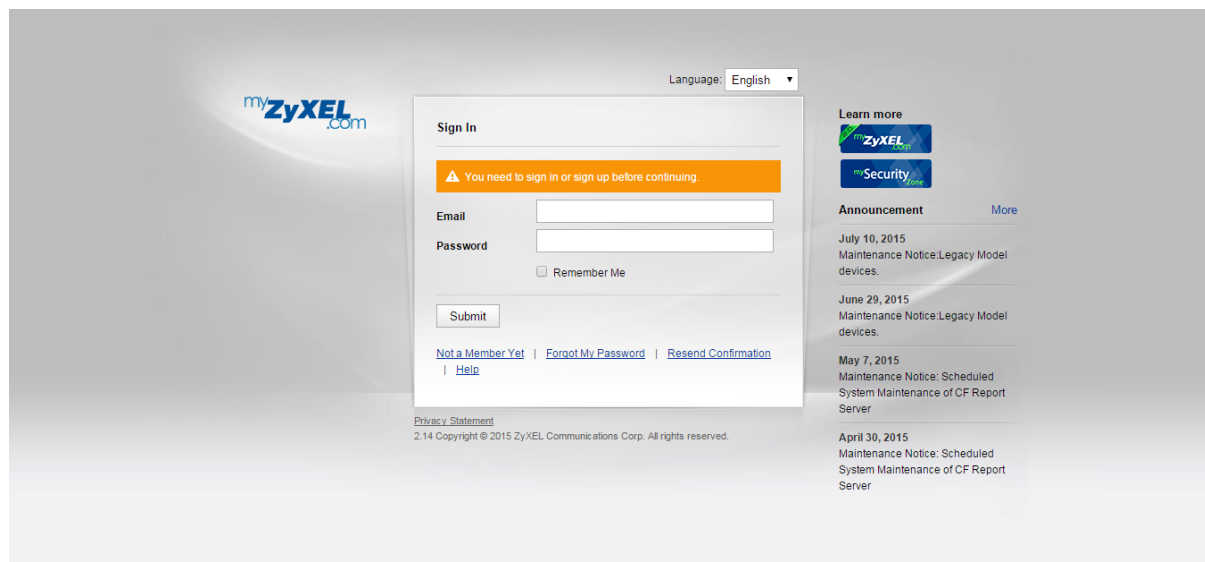 Language: English
myZyXEL.com
Sign In
You need to sign in or sign up before continuing.
Email
Password
Remember Me
Submit
Not a Member Yet | Forgot My Password | Resend Confirmation
| Help
Privacy Statement
2.14 Copyright © 2015 ZyXEL Communications Corp. All rights reserved.
Learn more
myZyXEL.com
mySecurityZone
Announcement More
July 10, 2015
Maintenance Notice:Legacy Model
devices.
June 29, 2015
Maintenance Notice:Legacy Model
devices.
May 7, 2015
Maintenance Notice: Scheduled
System Maintenance of CF Report
Server
April 30, 2015
Maintenance Notice: Scheduled
System Maintenance of CF Report
Server